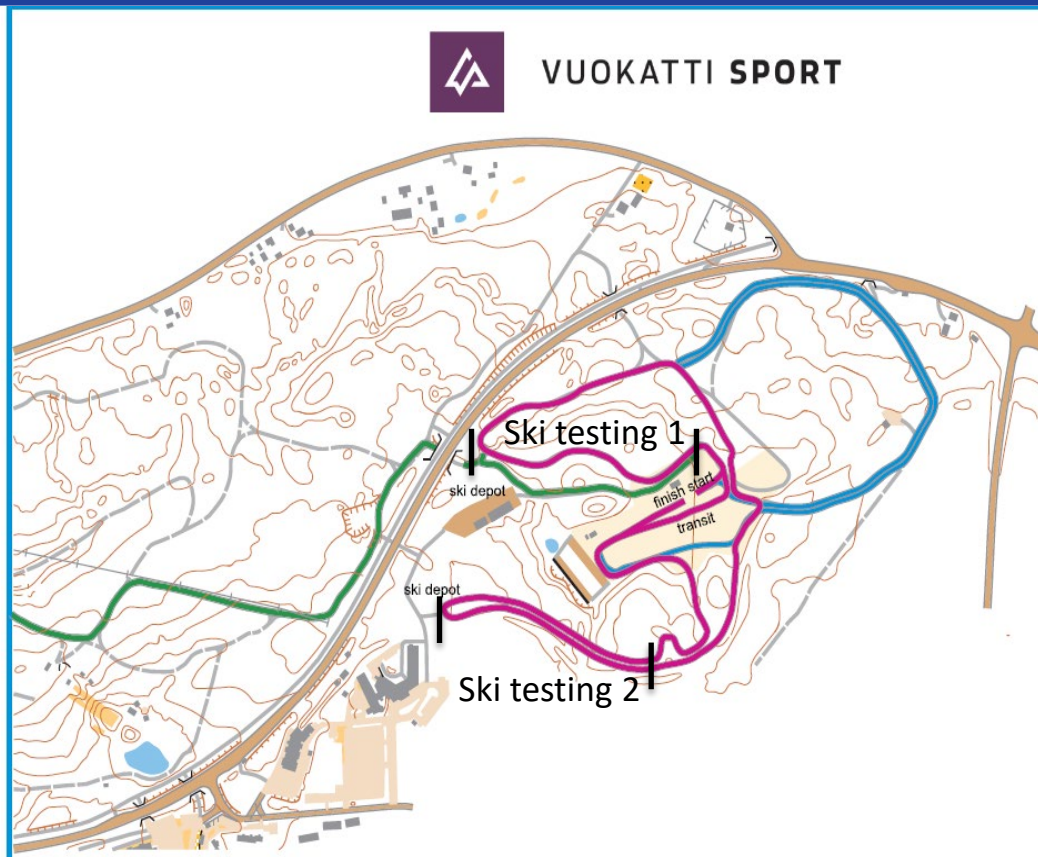 VUOKATTI SPORT
Ski testing 1
ski depot
finish start
transit
ski depot
Ski testing 2